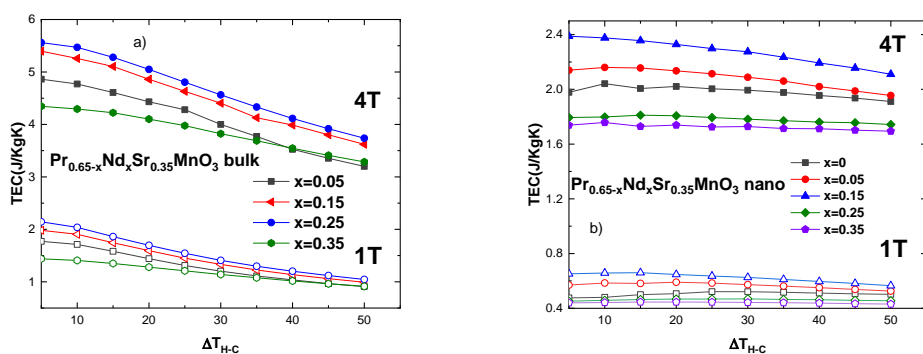 a)
4T
Pr0.65-xNdxSr0.35MnO3 bulk
x=0.05
x=0.15
x=0.25
x=0.35
1T
TEC(J/KgK)
6
5
4
3
2
1
10 20 30 40 50
ΔTH-C
4T
x=0
Pr0.65-xNdxSr0.35MnO3 nano
x=0.05
x=0.15
x=0.25
x=0.35
b)
1T
TEC(J/KgK)
2.4
2.0
1.6
1.2
0.8
0.4
10 20 30 40 50
ΔTH-C